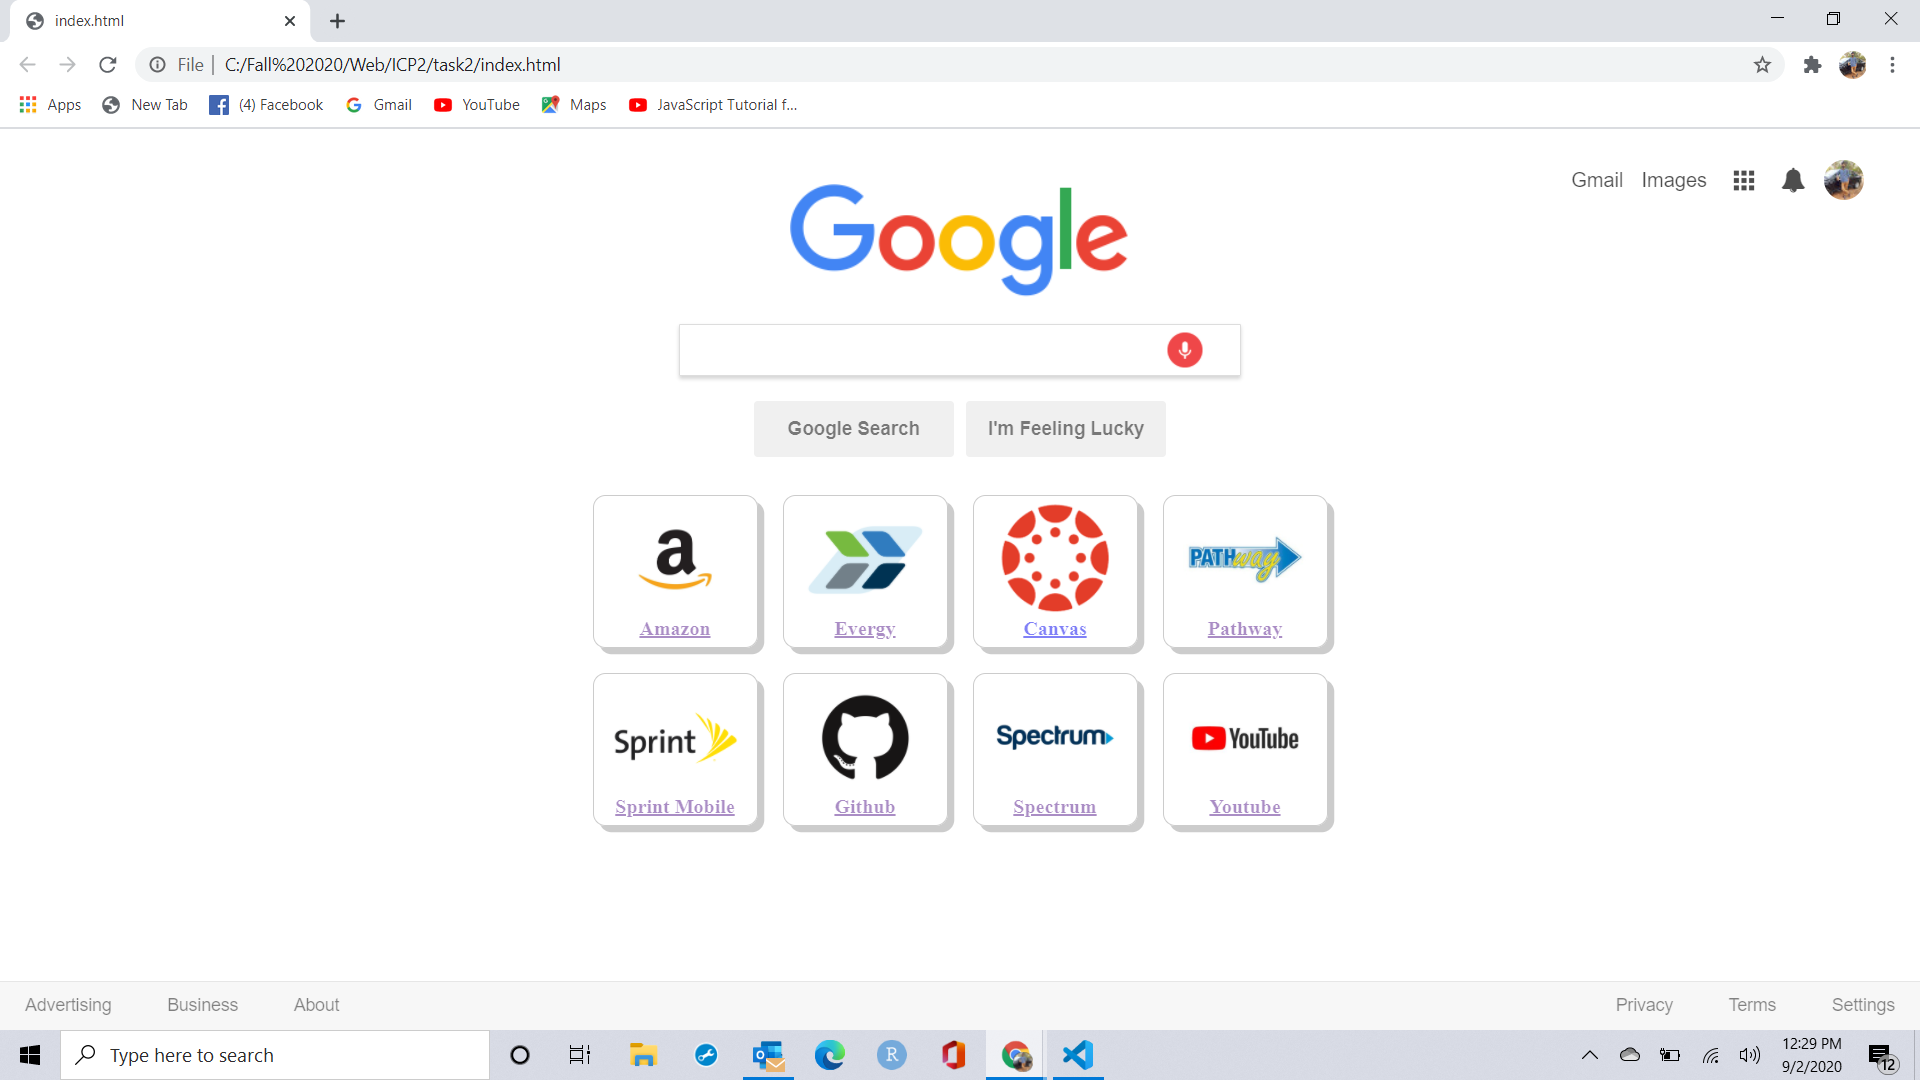 index.html
File | C:/Fall%202020/Web/ICP2/task2/index.html
Apps New Tab (4) Facebook Gmail YouTube Maps JavaScript Tutorial f...
Gmail Images
Google
Google Search I'm Feeling Lucky
a PATHway
Amazon Evergy Canvas Pathway
Sprint Spectrum YouTube
Sprint Mobile Github Spectrum Youtube
Advertising Business About Privacy Terms Settings
Type here to search
R
12:29 PM
9/2/2020
12